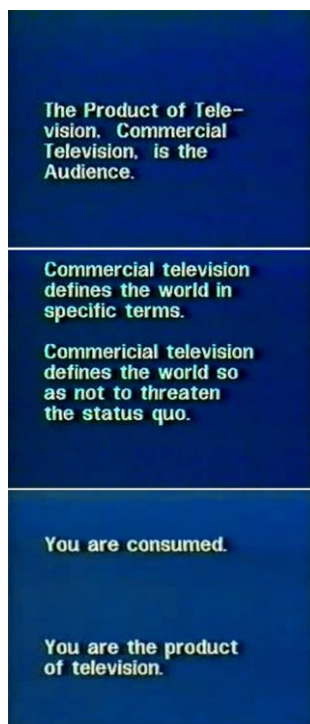 The Product of Tele-
vision, Commercial
Television, is the
Audience.
Commercial television
defines the world in
specific terms.
Commericial television
defines the world so
as not to threaten
the status quo.
You are consumed.
You are the product
of television.